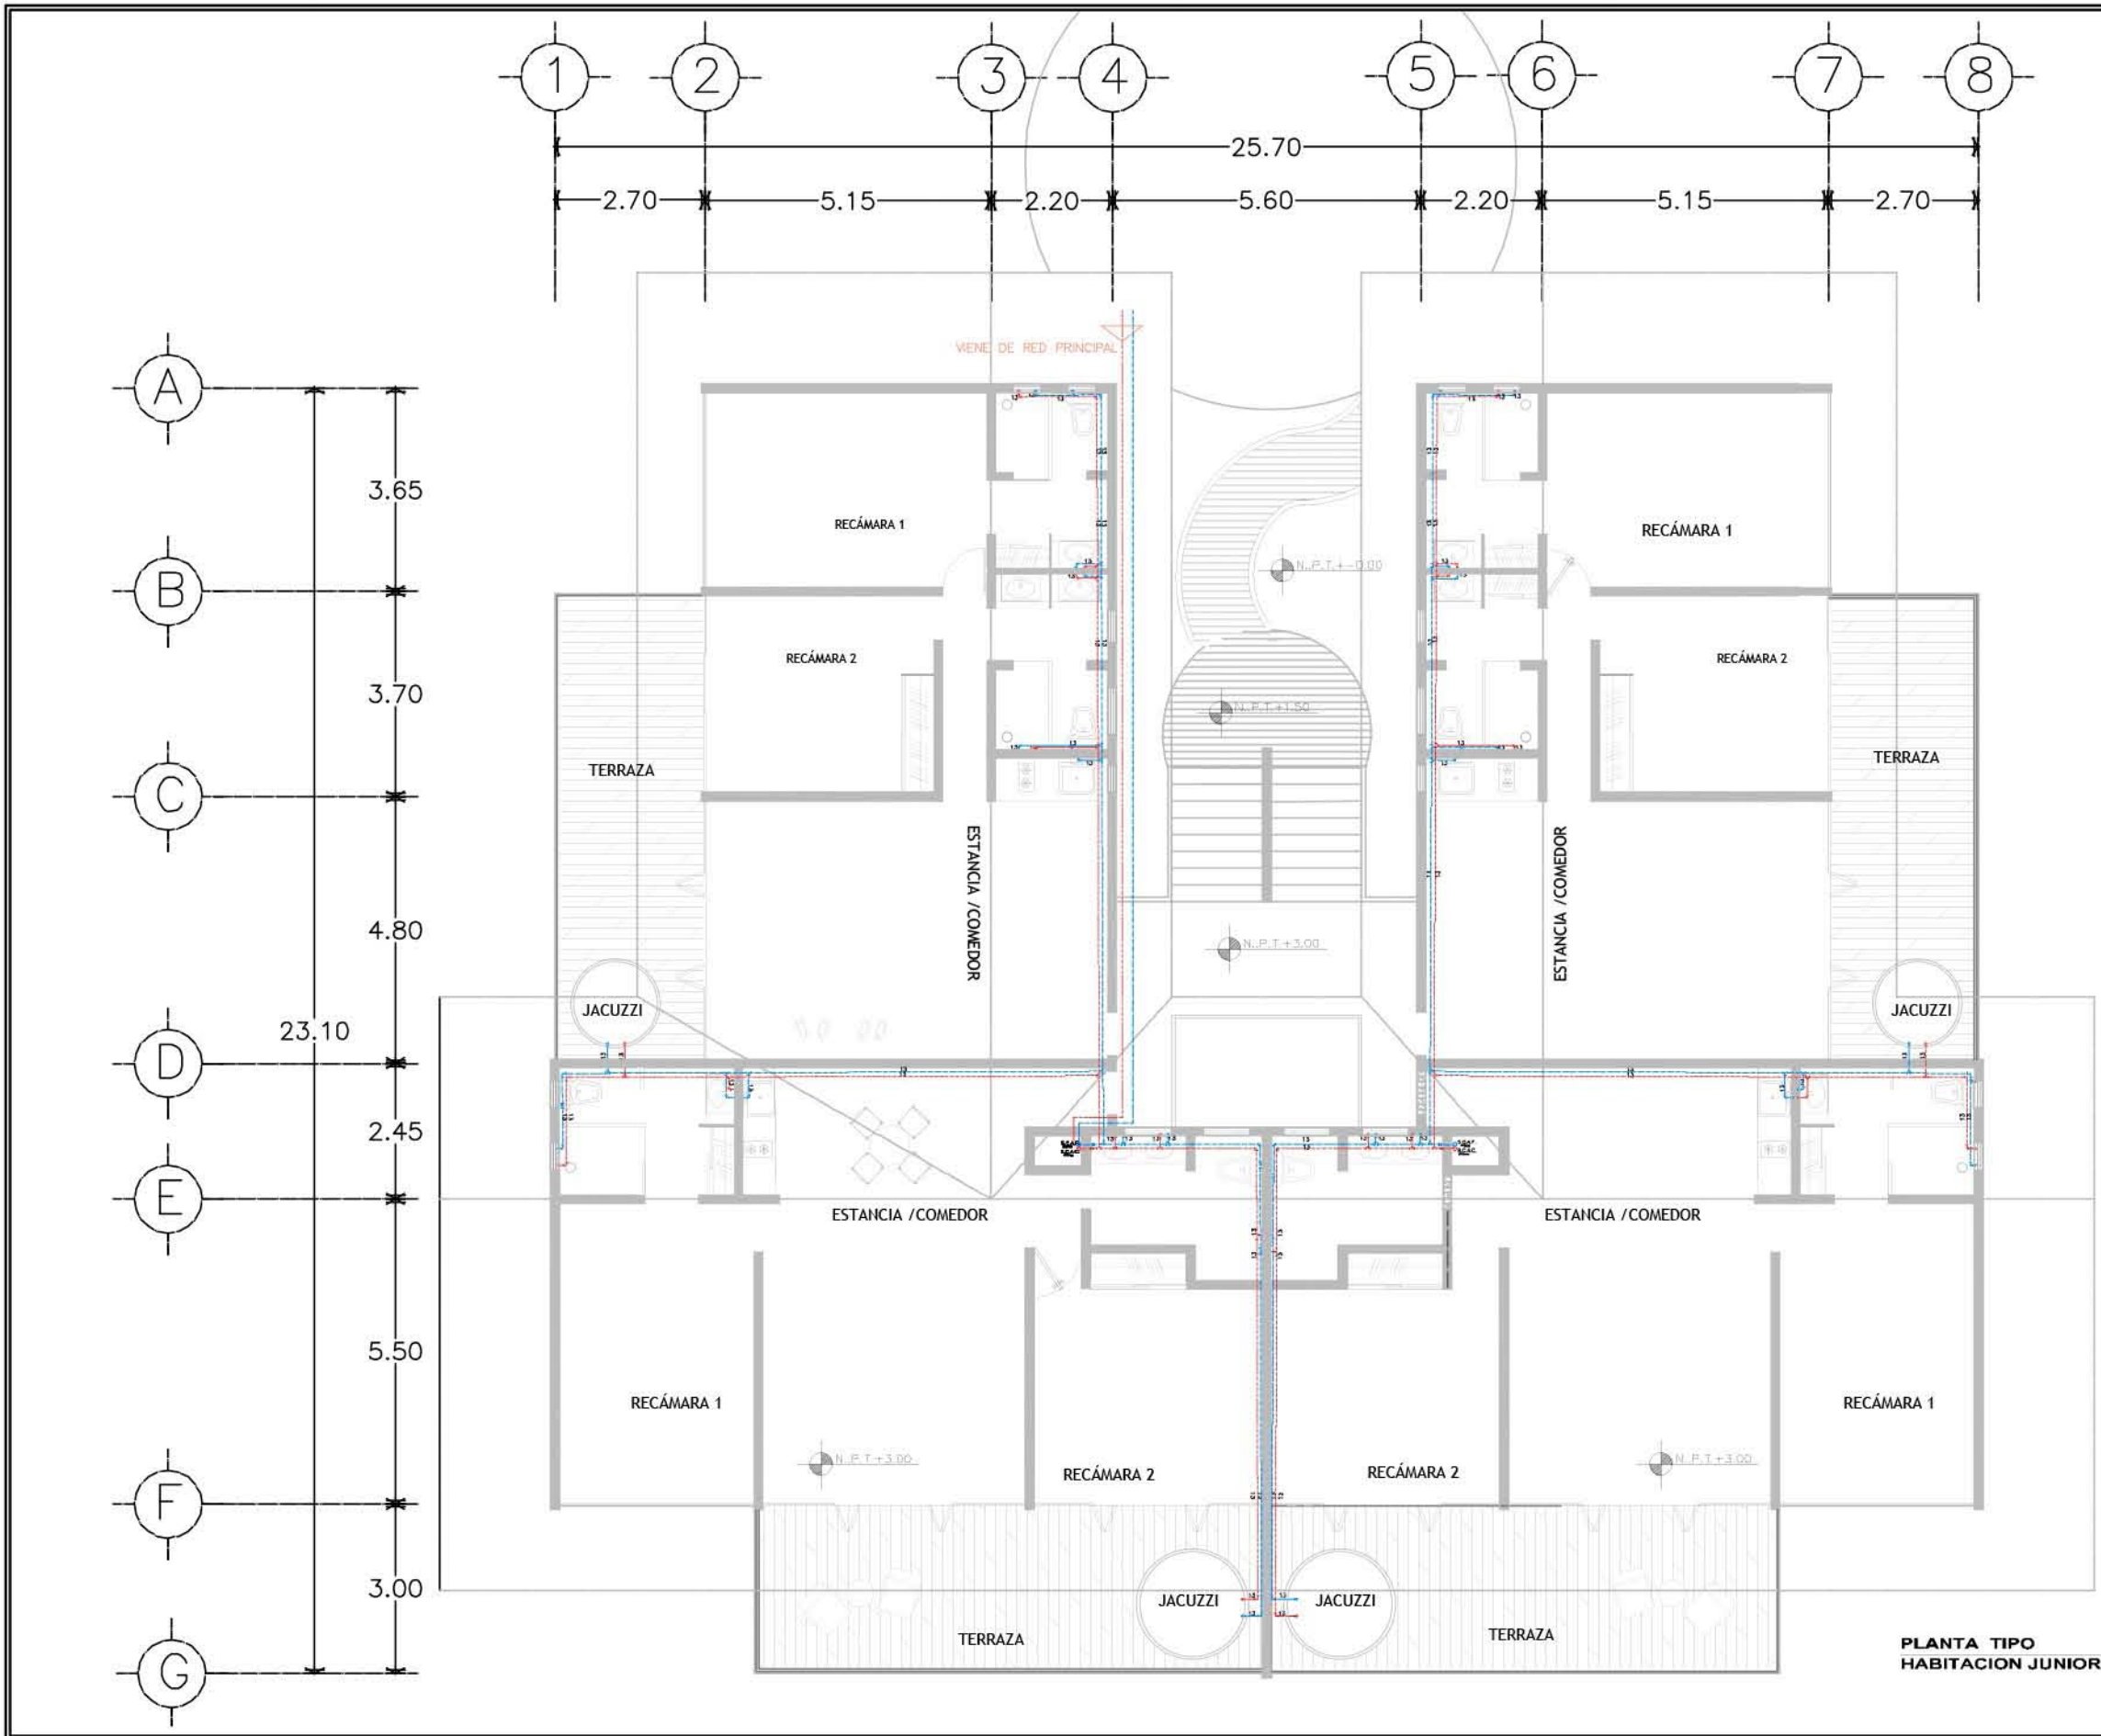 1 2 3 4 5 6 7 8
25.70
2.70 5.15 2.20 5.60 2.20 5.15 2.70
VIENE DE RED PRINCIPAL
A
3.65
RECÁMARA 1
RECÁMARA 1
N.P.T.+-0.00
B
RECÁMARA 2
RECÁMARA 2
3.70
N.P.T.+1.50
TERRAZA
TERRAZA
C
ESTANCIA /COMEDOR
ESTANCIA /COMEDOR
4.80
N.P.T.+3.00
JACUZZI
JACUZZI
23.10
D
2.45
E
ESTANCIA /COMEDOR
ESTANCIA /COMEDOR
5.50
RECÁMARA 1
RECÁMARA 1
N.P.T.+3.00
N.P.T.+3.00
RECÁMARA 2
RECÁMARA 2
F
3.00
JACUZZI
JACUZZI
TERRAZA
TERRAZA
G
PLANTA TIPO
HABITACION JUNIOR